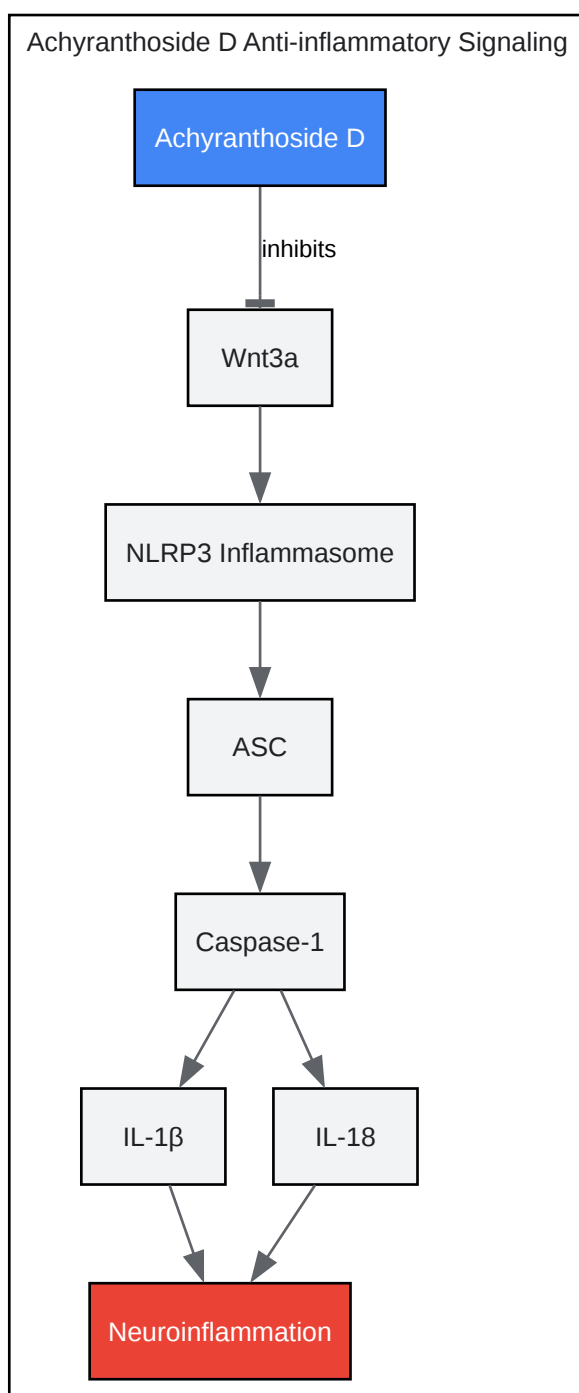 Achyranthoside D Anti-inflammatory Signaling
Achyranthoside D
inhibits
Wnt3a
NLRP3 Inflammasome
ASC
Caspase-1
IL-1β
IL-18
Neuroinflammation